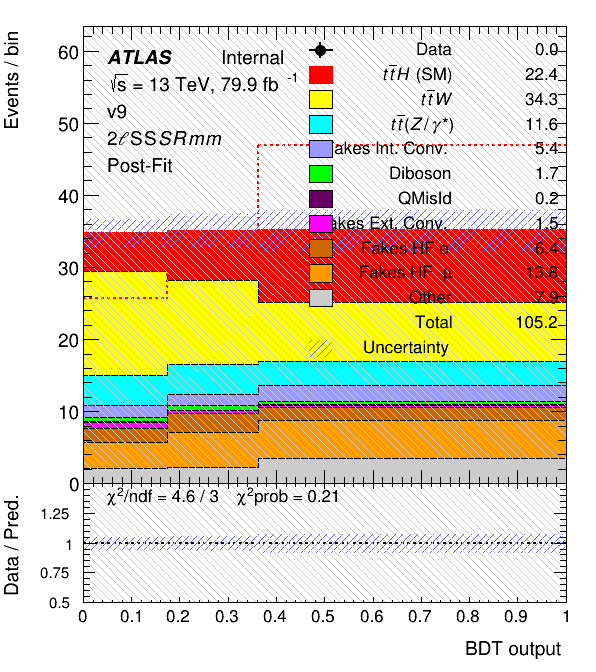 Events / bin
60
50
40
30
20
10
0
ATLAS Internal
√s = 13 TeV, 79.9 fb⁻¹
v9
2ℓSSSRmm
Post-Fit
Data 0.0
tt̄H (SM) 22.4
tt̄W 34.3
tt̄(Z/γ*) 11.6
akes Int. Conv. 5.4
Diboson 1.7
QMisId 0.2
akes Ext. Conv. 1.5
Fakes HF e 6.4
Fakes HF μ 13.8
Other 7.9
Total 105.2
Uncertainty
χ²/ndf = 4.6 / 3 χ²prob = 0.21
Data / Pred.
1.25
1
0.75
0.5
0 0.1 0.2 0.3 0.4 0.5 0.6 0.7 0.8 0.9 1
BDT output